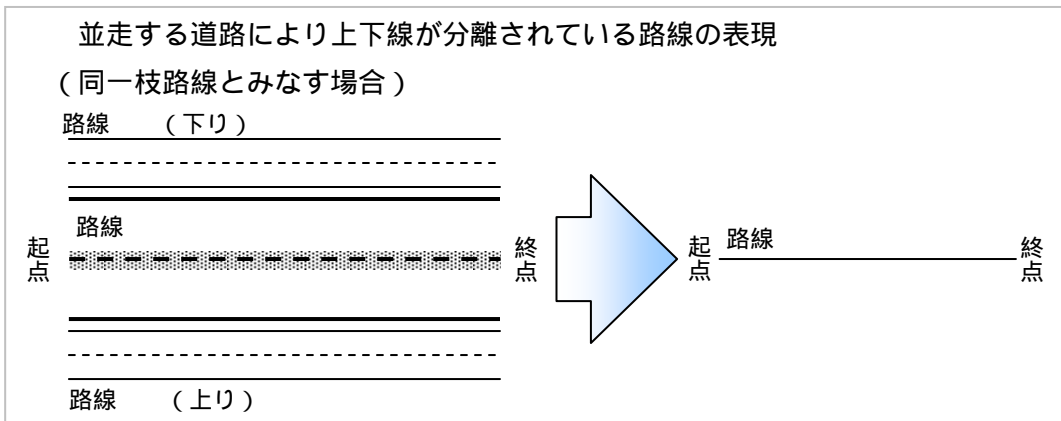 並走する道路により上下線が分離されている路線の表現
(同一枝路線とみなす場合)
路線 (下り)
路線
起点
終点
路線 (上り)
起点
路線
終点